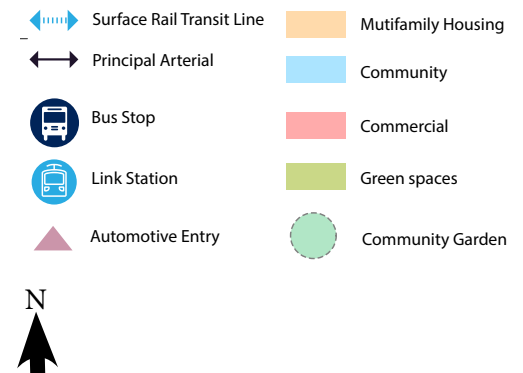 Surface Rail Transit Line
Principal Arterial
Bus Stop
Link Station
Automotive Entry
Mutifamily Housing
Community
Commercial
Green spaces
Community Garden
N